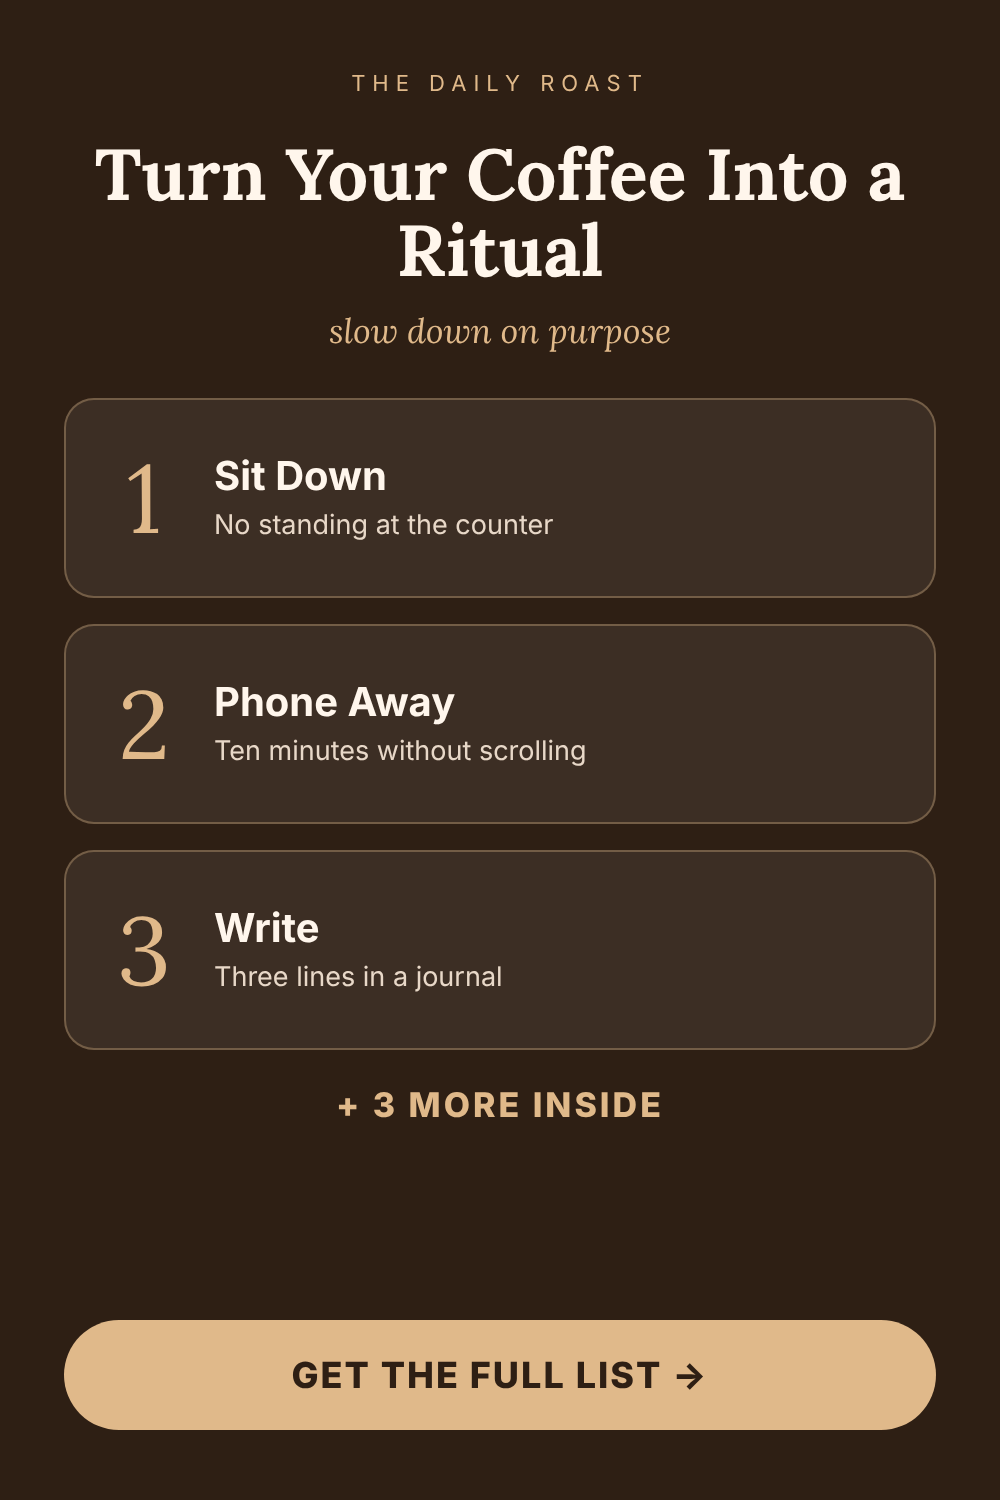 THE DAILY ROAST
Turn Your Coffee Into a
Ritual
slow down on purpose
1
Sit Down
No standing at the counter
2
Phone Away
Ten minutes without scrolling
3
Write
Three lines in a journal
+ 3 MORE INSIDE
GET THE FULL LIST →